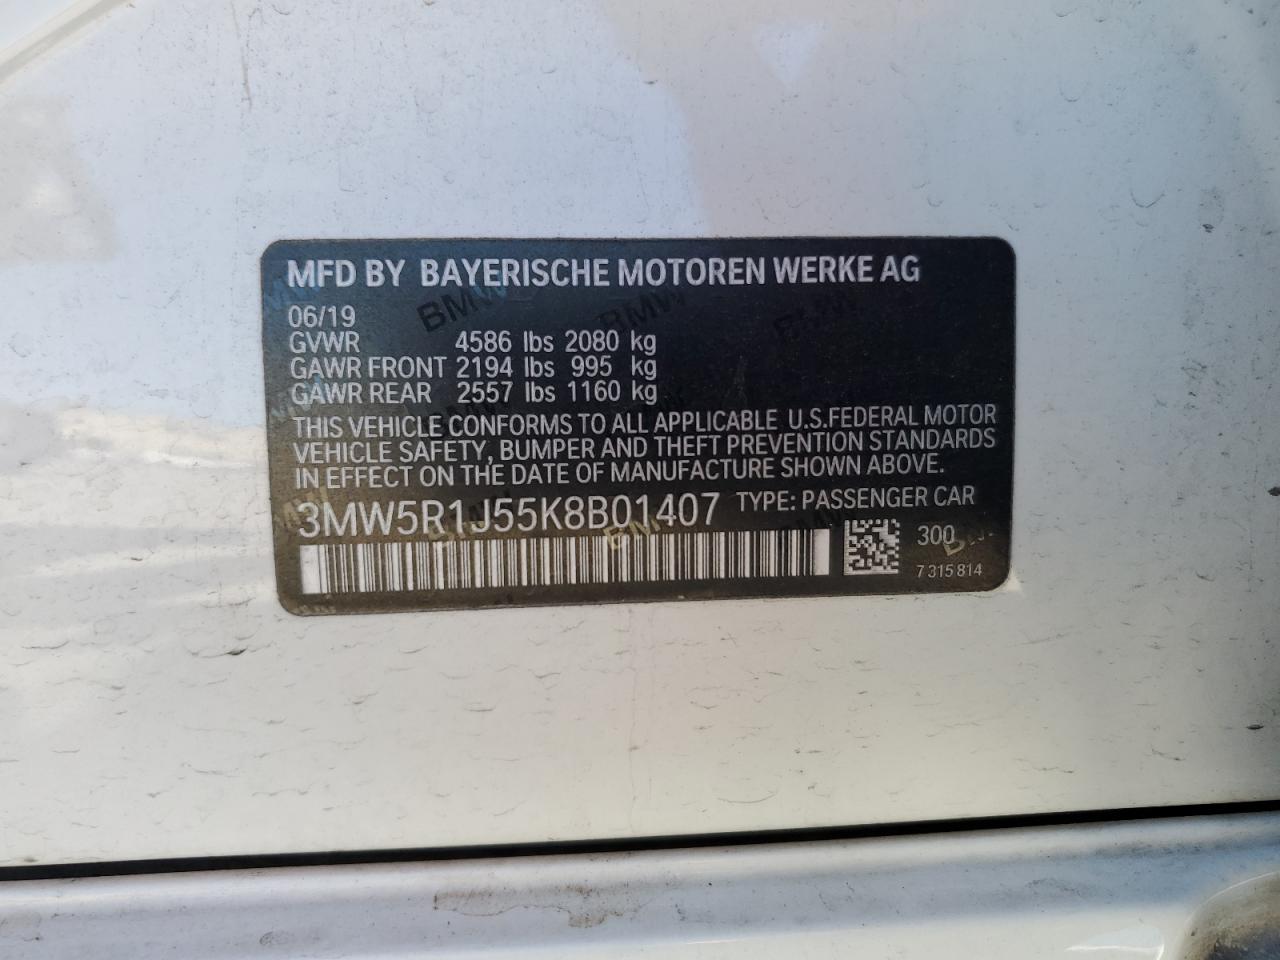 MFD BY BAYERISCHE MOTOREN WERKE AG
06/19
GVWR 4586 lbs 2080 kg
GAWR FRONT 2194 lbs 995 kg
GAWR REAR 2557 lbs 1160 kg
THIS VEHICLE CONFORMS TO ALL APPLICABLE U.S.FEDERAL MOTOR
VEHICLE SAFETY, BUMPER AND THEFT PREVENTION STANDARDS
IN EFFECT ON THE DATE OF MANUFACTURE SHOWN ABOVE.
3MW5R1J55K8B01407 TYPE: PASSENGER CAR
300
7 315 814